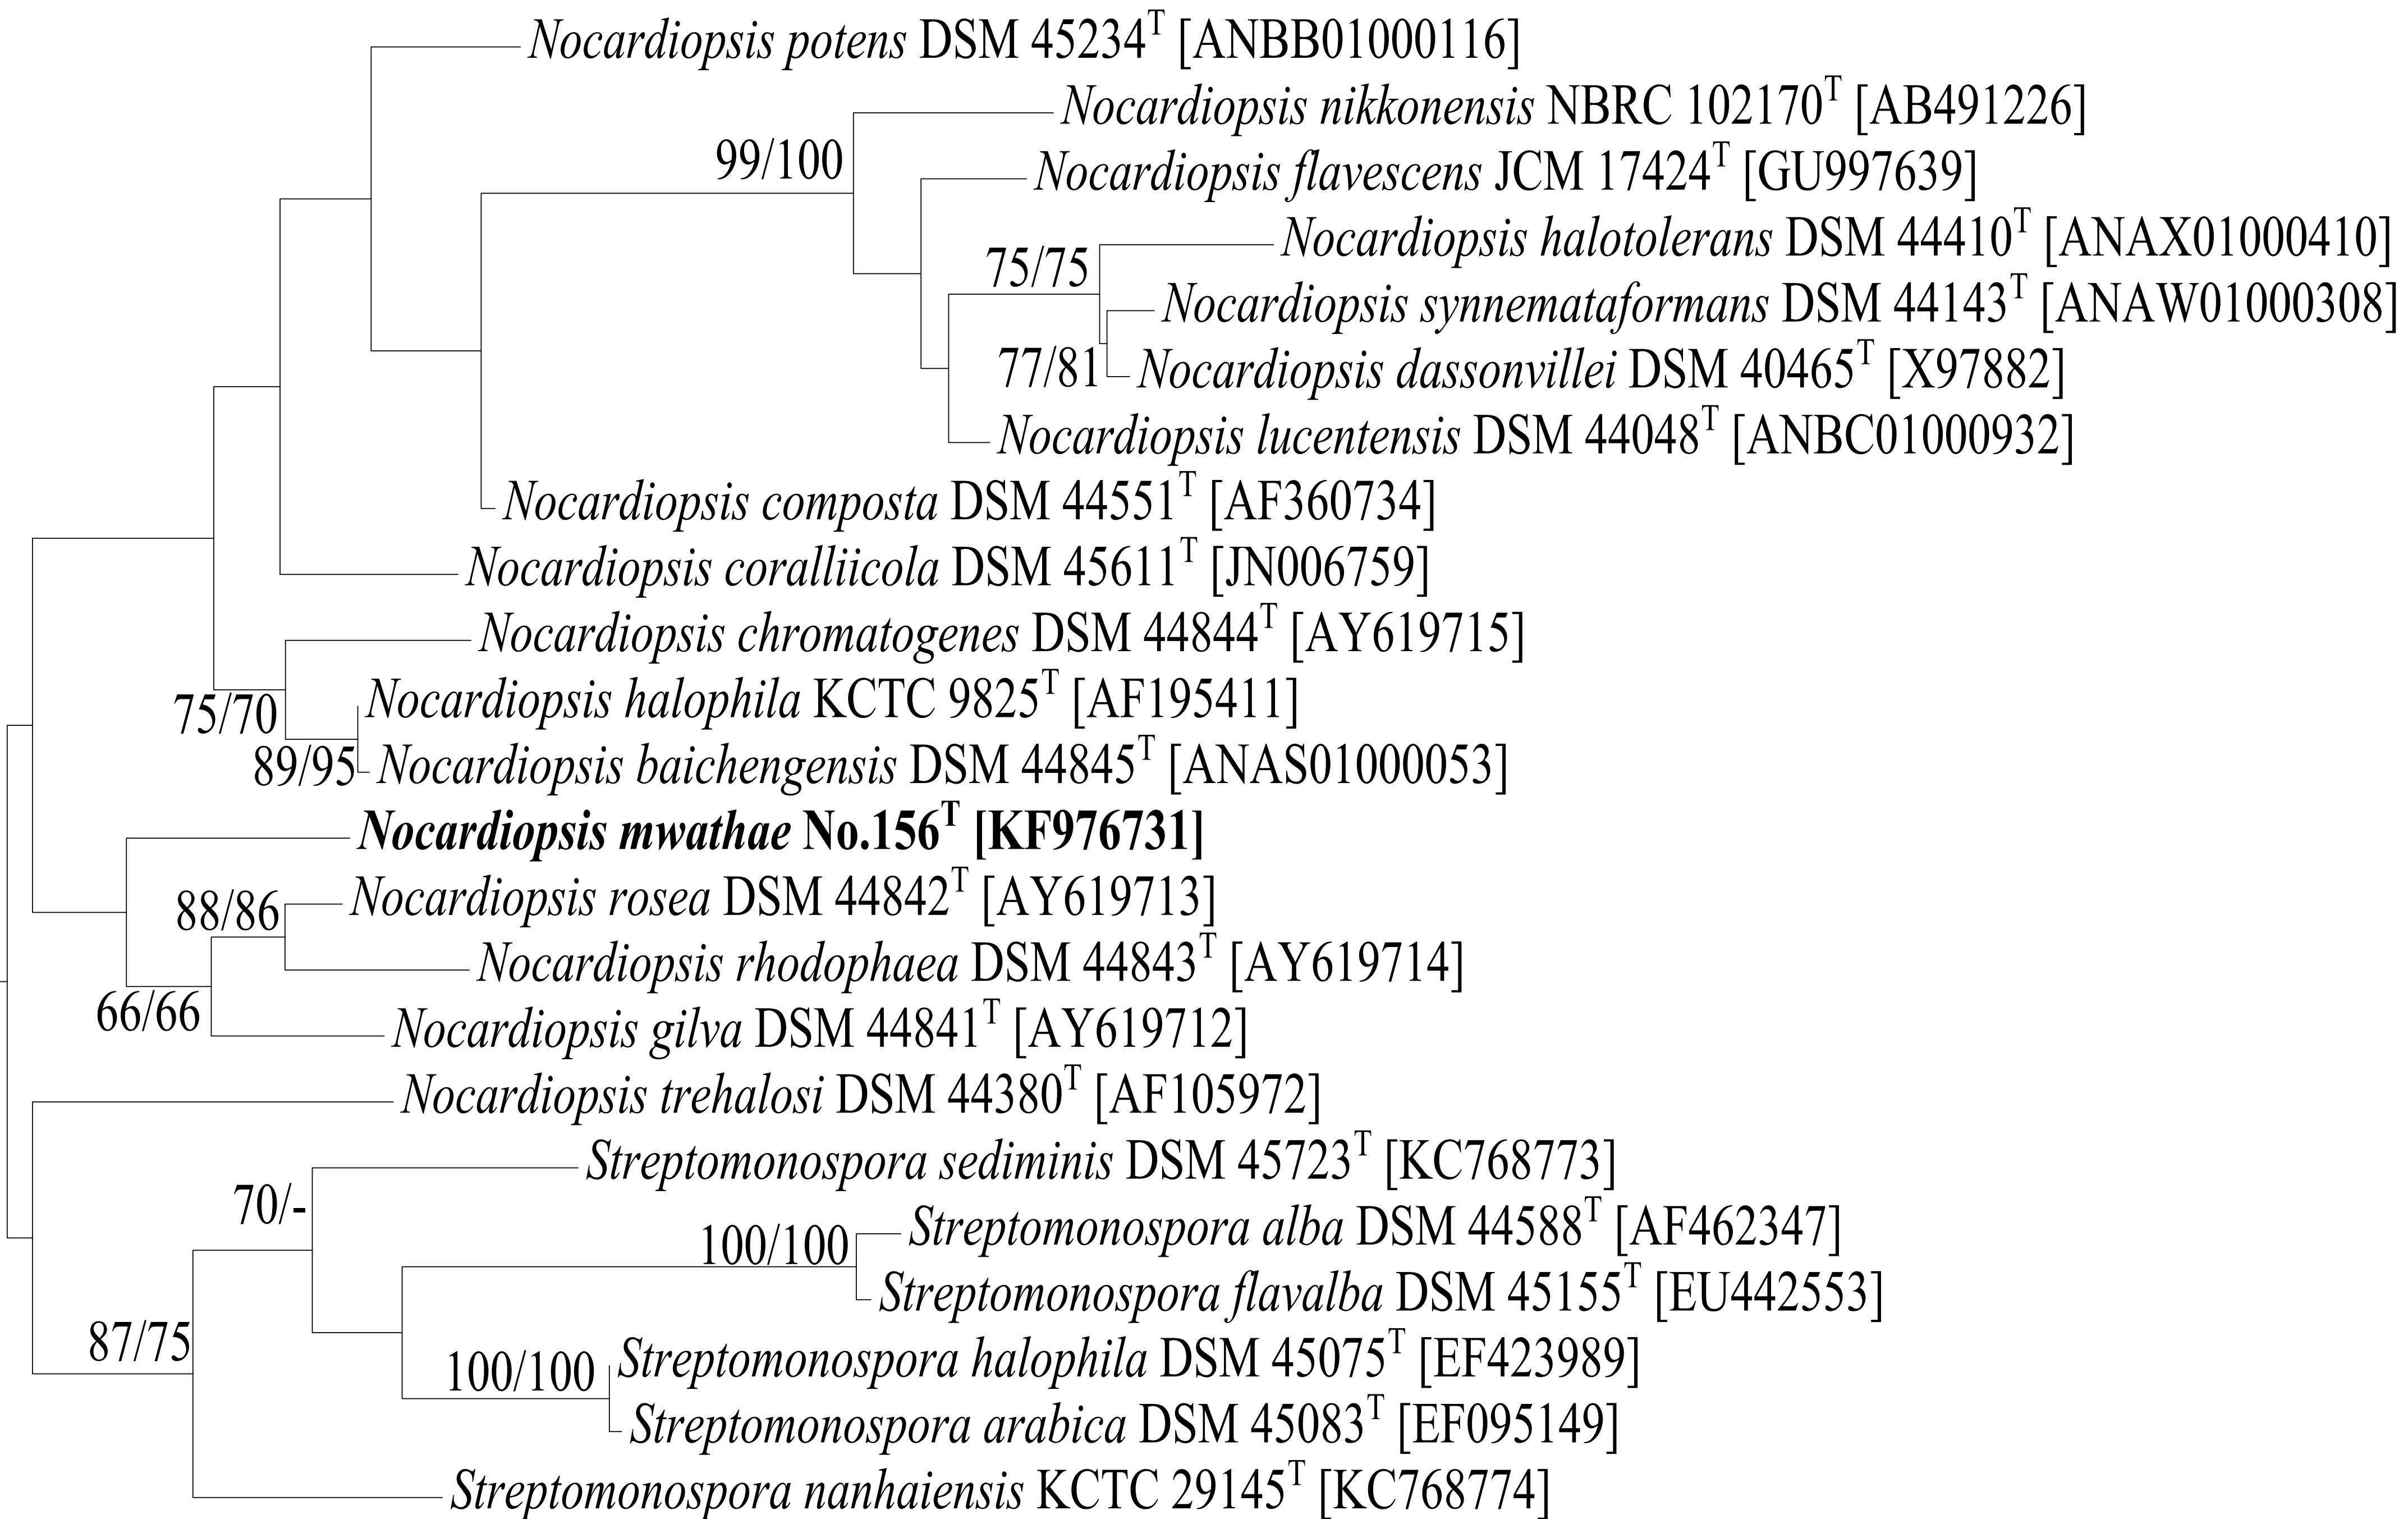 Nocardiopsis potens DSM 45234T [ANBB01000116]
Nocardiopsis nikkonensis NBRC 102170T [AB491226]
99/100
Nocardiopsis flavescens JCM 17424T [GU997639]
Nocardiopsis halotolerans DSM 44410T [ANAX01000410]
75/75
Nocardiopsis synnemataformans DSM 44143T [ANAW01000308]
77/81
Nocardiopsis dassonvillei DSM 40465T [X97882]
Nocardiopsis lucentensis DSM 44048T [ANBC01000932]
Nocardiopsis composta DSM 44551T [AF360734]
Nocardiopsis coralliicola DSM 45611T [JN006759]
Nocardiopsis chromatogenes DSM 44844T [AY619715]
Nocardiopsis halophila KCTC 9825T [AF195411]
75/70
89/95
Nocardiopsis baichengensis DSM 44845T [ANAS01000053]
Nocardiopsis mwathae No.156T [KF976731]
Nocardiopsis rosea DSM 44842T [AY619713]
88/86
Nocardiopsis rhodophaea DSM 44843T [AY619714]
66/66
Nocardiopsis gilva DSM 44841T [AY619712]
Nocardiopsis trehalosi DSM 44380T [AF105972]
Streptomonospora sediminis DSM 45723T [KC768773]
70/-
Streptomonospora alba DSM 44588T [AF462347]
100/100
Streptomonospora flavalba DSM 45155T [EU442553]
87/75
Streptomonospora halophila DSM 45075T [EF423989]
100/100
Streptomonospora arabica DSM 45083T [EF095149]
Streptomonospora nanhaiensis KCTC 29145T [KC768774]